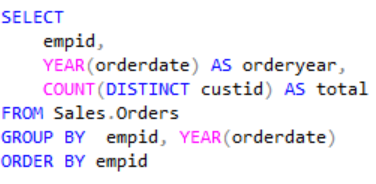 SELECT
    empid,
    YEAR(orderdate) AS orderyear,
    COUNT(DISTINCT custid) AS total
FROM Sales.Orders
GROUP BY  empid, YEAR(orderdate)
ORDER BY empid